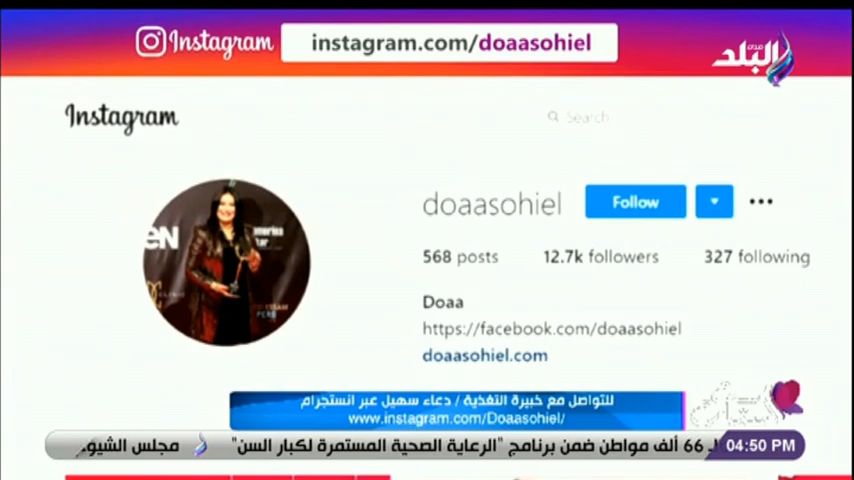 Instagram
instagram.com/doaasohiel
صدى البلد
Instagram
Search
doaasohiel
Follow
568 posts 12.7k followers 327 following
Doaa
https://facebook.com/doaasohiel
doaasohiel.com
للتواصل مع خبيرة التغذية / دعاء سهيل عبر انستجرام
www.instagram.com/Doaasohiel/
لـ 66 ألف مواطن ضمن برنامج "الرعاية الصحية المستمرة لكبار السن" مجلس الشيو
04:50 PM